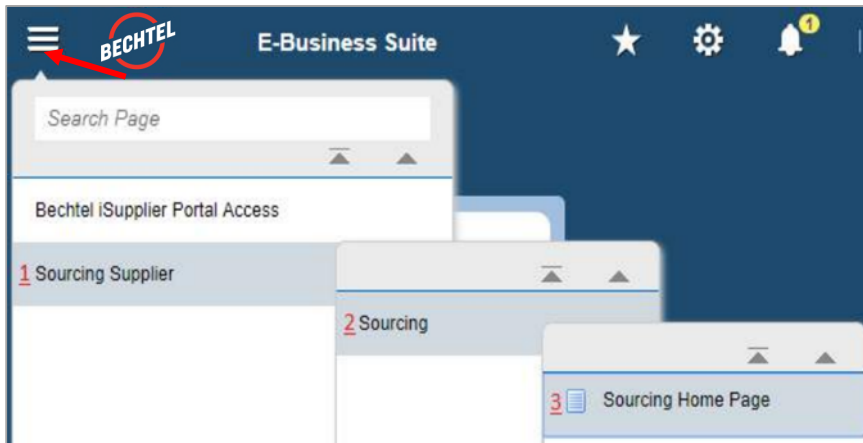 BECHTEL
E-Business Suite
1
Search Page
Bechtel iSupplier Portal Access
1 Sourcing Supplier
2 Sourcing
3 Sourcing Home Page